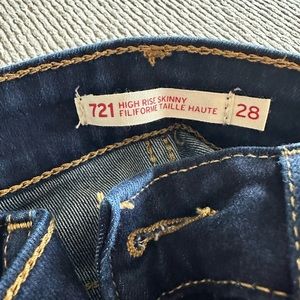 721 HIGH RISE SKINNY
FILIFORME TAILLE HAUTE
28